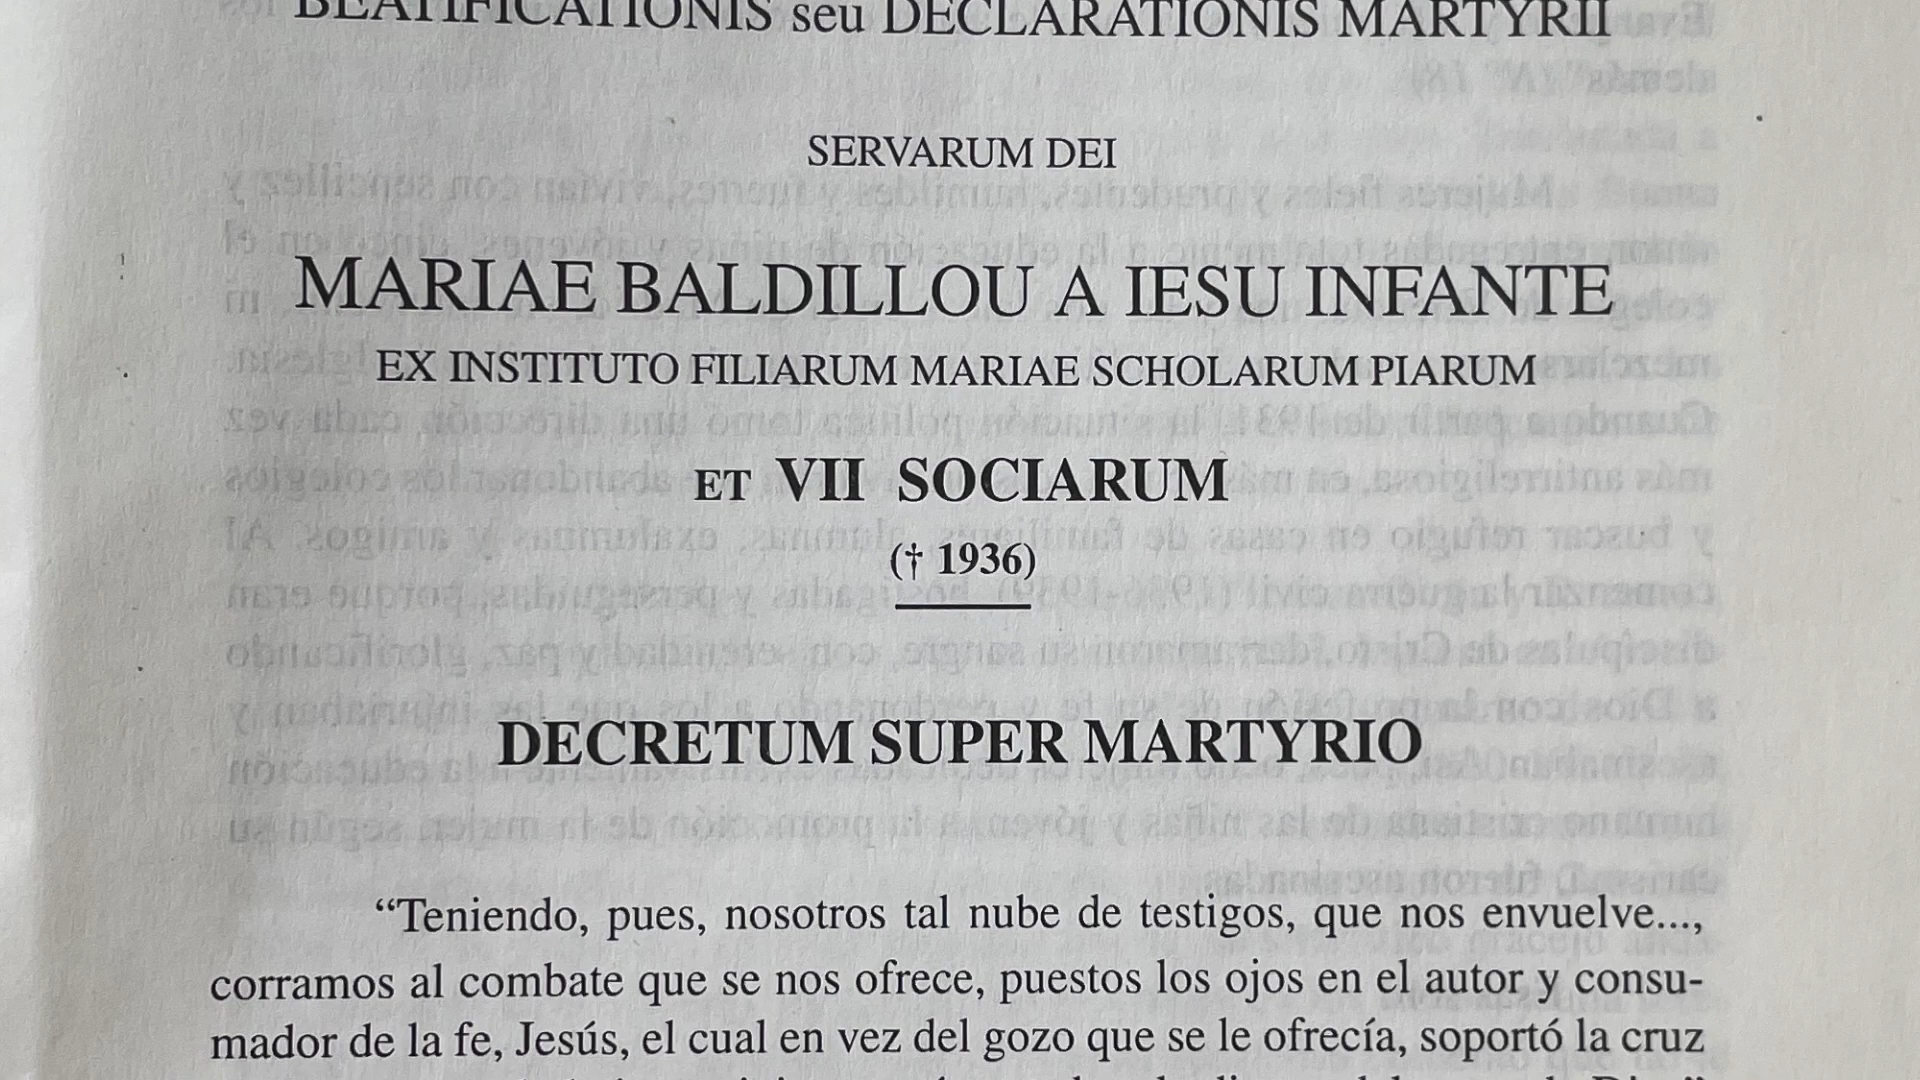 BEATIFICATIONIS seu DECLARATIONIS MARTYRII
SERVARUM DEI
MARIAE BALDILLOU A IESU INFANTE
EX INSTITUTO FILIARUM MARIAE SCHOLARUM PIARUM
ET VII SOCIARUM
(† 1936)
DECRETUM SUPER MARTYRIO
“Teniendo, pues, nosotros tal nube de testigos, que nos envuelve...,
corramos al combate que se nos ofrece, puestos los ojos en el autor y consu-
mador de la fe, Jesús, el cual en vez del gozo que se le ofrecía, soportó la cruz